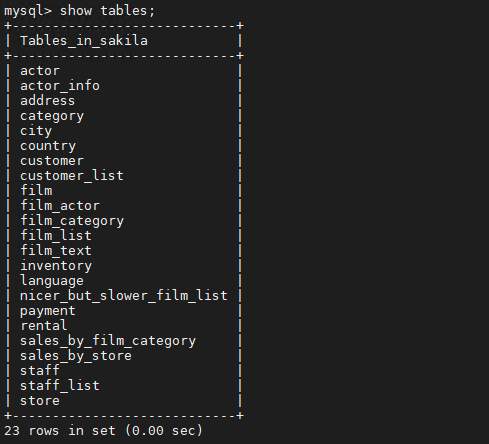 mysql> show tables;
+----------------------------+
| Tables_in_sakila           |
+----------------------------+
| actor                      |
| actor_info                 |
| address                    |
| category                   |
| city                       |
| country                    |
| customer                   |
| customer_list              |
| film                       |
| film_actor                 |
| film_category              |
| film_list                  |
| film_text                  |
| inventory                  |
| language                   |
| nicer_but_slower_film_list |
| payment                    |
| rental                     |
| sales_by_film_category     |
| sales_by_store             |
| staff                      |
| staff_list                 |
| store                      |
+----------------------------+
23 rows in set (0.00 sec)